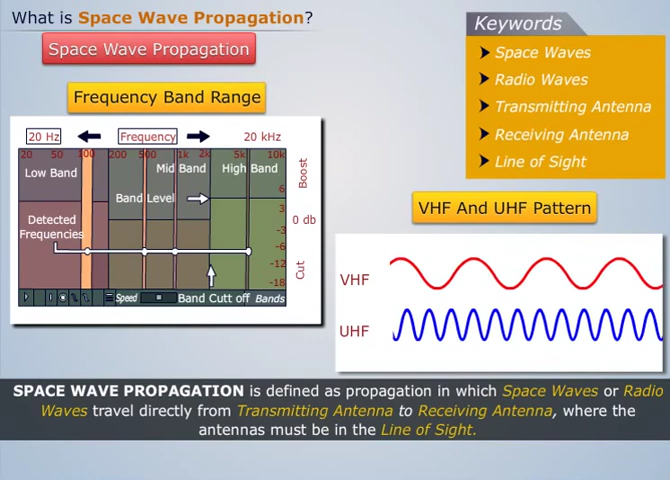 What is Space Wave Propagation?
Space Wave Propagation
Frequency Band Range
20 Hz Frequency 20 kHz
20 50 100 200 500 1k 2k 5k 10k
Low Band Mid Band High Band
Band Level
Detected
Frequencies
Boost
6
3
0 db
-3
-6
-12
-18
Cut
Speed Band Cutt off Bands
Keywords
Space Waves
Radio Waves
Transmitting Antenna
Receiving Antenna
Line of Sight
VHF And UHF Pattern
VHF
UHF
SPACE WAVE PROPAGATION is defined as propagation in which Space Waves or Radio
Waves travel directly from Transmitting Antenna to Receiving Antenna, where the
antennas must be in the Line of Sight.